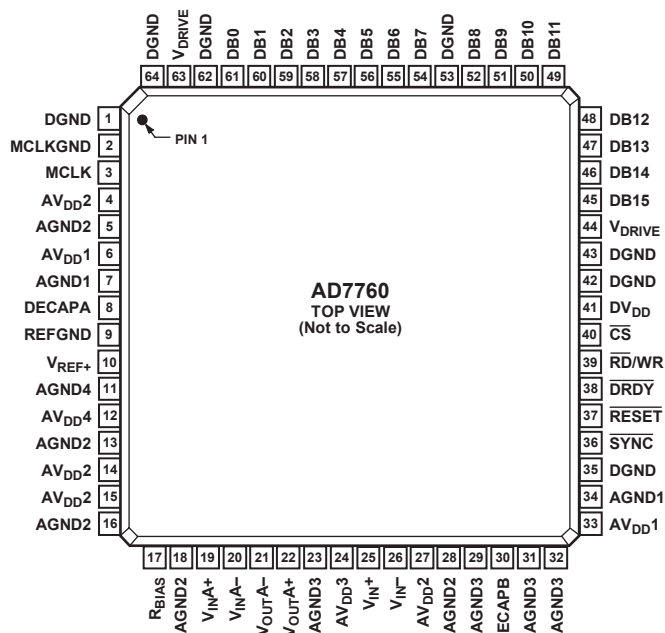 DGND
VDRIVE
DGND
DB0
DB1
DB2
DB3
DB4
DB5
DB6
DB7
DGND
DB8
DB9
DB10
DB11
64 63 62 61 60 59 58 57 56 55 54 53 52 51 50 49
DGND 1
MCLKGND 2
MCLK 3
AVDD2 4
AGND2 5
AVDD1 6
AGND1 7
DECAPA 8
REFGND 9
VREF+ 10
AGND4 11
AVDD4 12
AGND2 13
AVDD2 14
AVDD2 15
AGND2 16
PIN 1
AD7760
TOP VIEW
(Not to Scale)
48 DB12
47 DB13
46 DB14
45 DB15
44 VDRIVE
43 DGND
42 DGND
41 DVDD
40 CS
39 RD/WR
38 DRDY
37 RESET
36 SYNC
35 DGND
34 AGND1
33 AVDD1
17 18 19 20 21 22 23 24 25 26 27 28 29 30 31 32
RBIAS
AGND2
VINA+
VINA–
VOUTA–
VOUTA+
AGND3
AVDD3
VIN+
VIN–
AVDD2
AGND2
AGND3
ECAPB
AGND3
AGND3